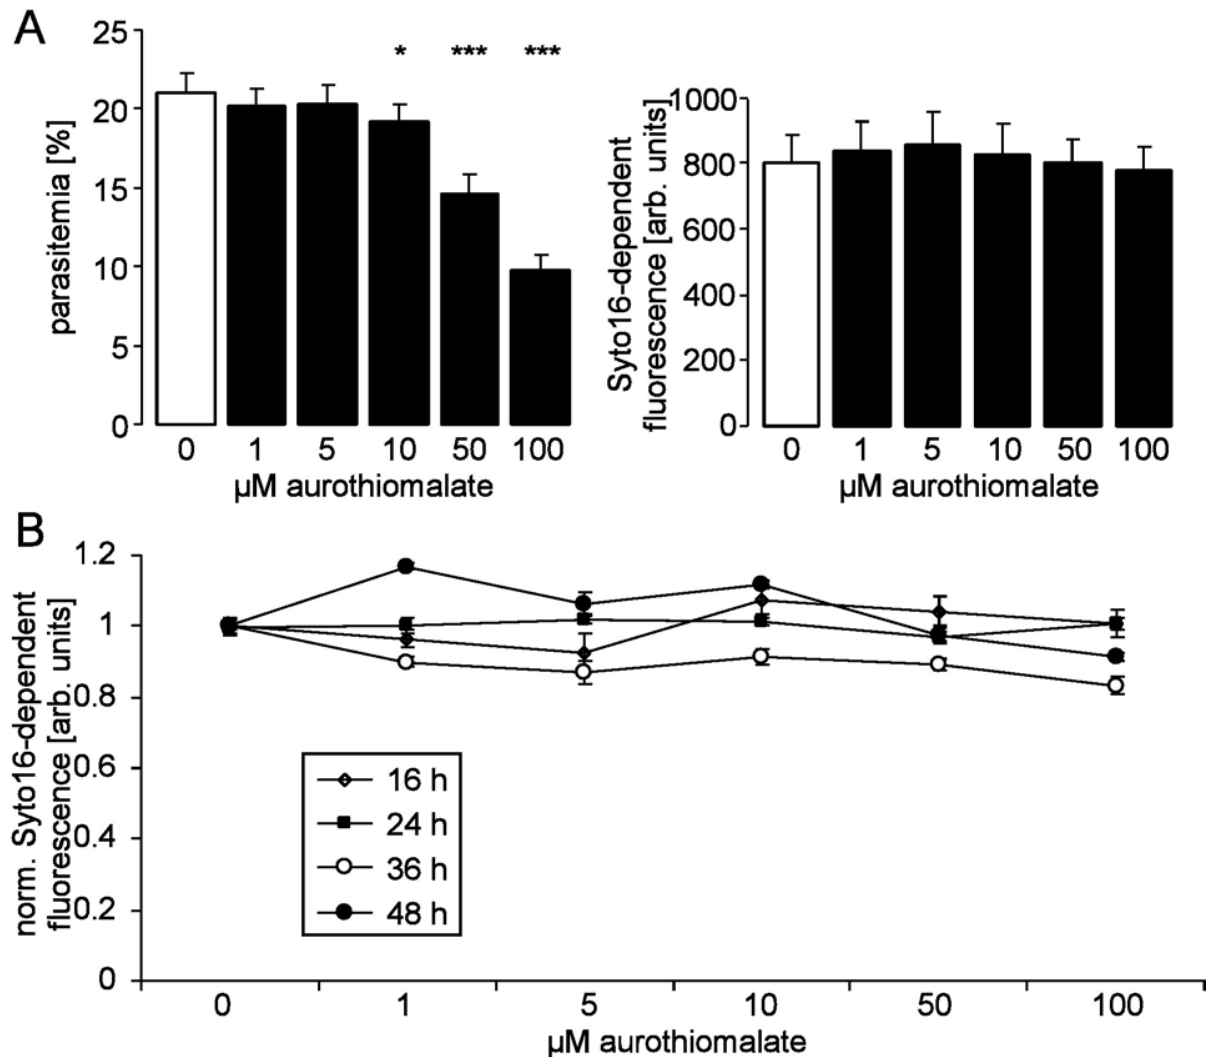 A
25
20
15
10
5
0
parasitemia [%]
* *** ***
0 1 5 10 50 100
µM aurothiomalate
1000
800
600
400
200
0
Syto16-dependent
fluorescence [arb. units]
0 1 5 10 50 100
µM aurothiomalate
B
1.2
1
0.8
0.6
0.4
0.2
0
norm. Syto16-dependent
fluorescence [arb. units]
16 h
24 h
36 h
48 h
0 1 5 10 50 100
µM aurothiomalate